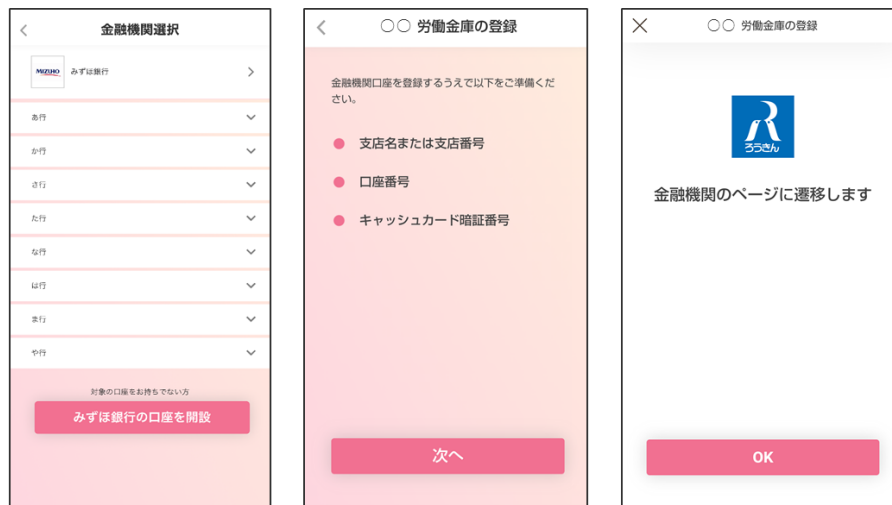 金融機関選択
MIZUHO
みずほ銀行
あ行
か行
さ行
た行
な行
は行
ま行
や行
対象の口座をお持ちでない方
みずほ銀行の口座を開設
○○ 労働金庫の登録
金融機関口座を登録するうえで以下をご準備くだ
さい。
支店名または支店番号
口座番号
キャッシュカード暗証番号
次へ
○○ 労働金庫の登録
ろうきん
金融機関のページに遷移します
OK